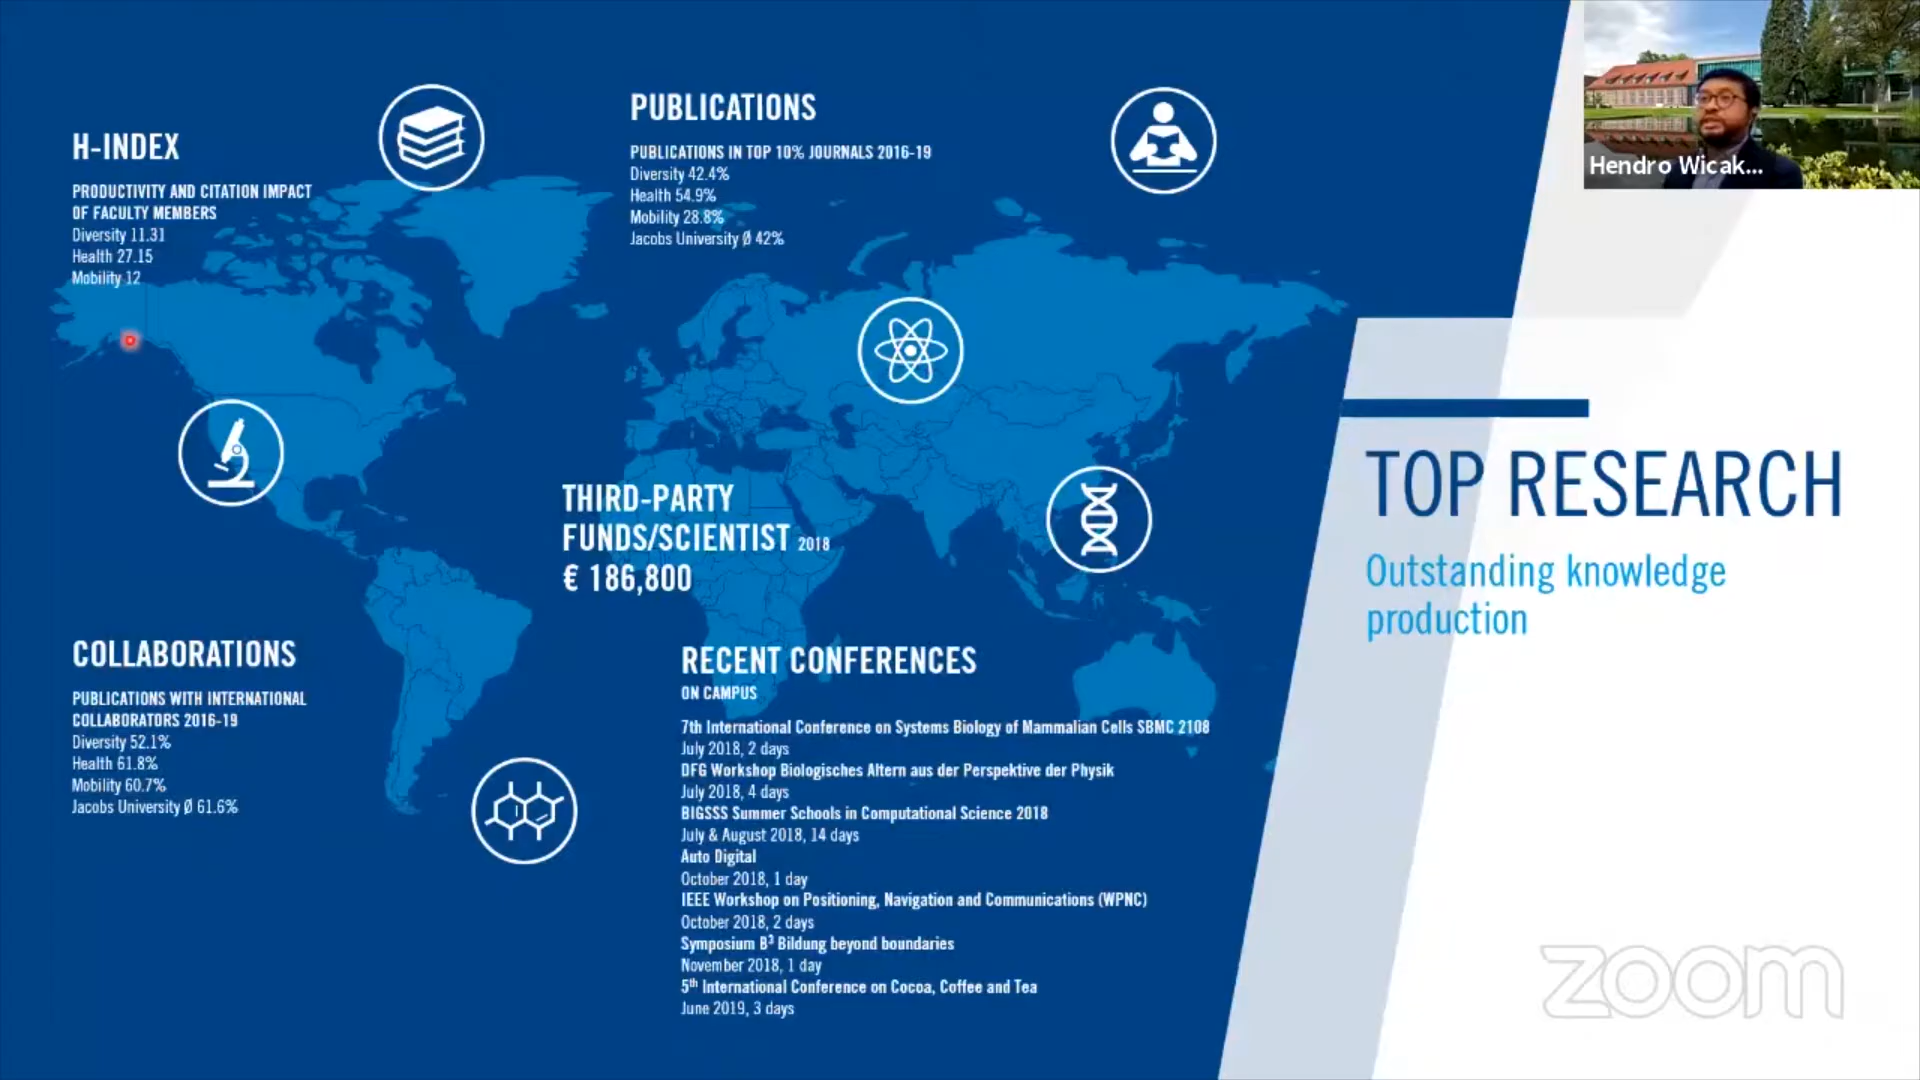 H-INDEX
PRODUCTIVITY AND CITATION IMPACT
OF FACULTY MEMBERS
Diversity 11.31
Health 27.15
Mobility 12
PUBLICATIONS
PUBLICATIONS IN TOP 10% JOURNALS 2016-19
Diversity 42.4%
Health 54.9%
Mobility 28.8%
Jacobs University Ø 42%
Hendro Wicak...
THIRD-PARTY
FUNDS/SCIENTIST 2018
€ 186,800
TOP RESEARCH
Outstanding knowledge
production
COLLABORATIONS
PUBLICATIONS WITH INTERNATIONAL
COLLABORATORS 2016-19
Diversity 52.1%
Health 61.8%
Mobility 60.7%
Jacobs University Ø 61.6%
RECENT CONFERENCES
ON CAMPUS
7th International Conference on Systems Biology of Mammalian Cells SBMC 2108
July 2018, 2 days
DFG Workshop Biologisches Altern aus der Perspektive der Physik
July 2018, 4 days
BIGSSS Summer Schools in Computational Science 2018
July & August 2018, 14 days
Auto Digital
October 2018, 1 day
IEEE Workshop on Positioning, Navigation and Communications (WPNC)
October 2018, 2 days
Symposium B³ Bildung beyond boundaries
November 2018, 1 day
5th International Conference on Cocoa, Coffee and Tea
June 2019, 3 days
zoom